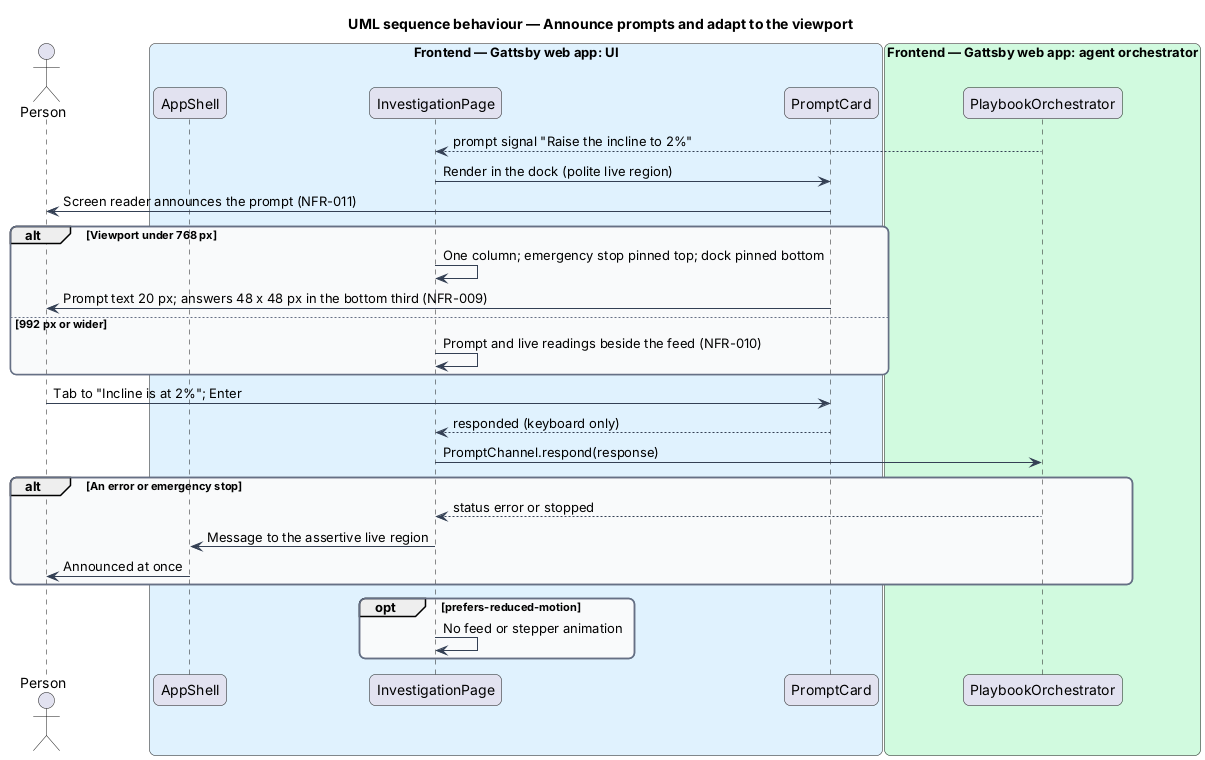 UML sequence behaviour — Announce prompts and adapt to the viewport
Frontend — Gattsby web app: UI
Frontend — Gattsby web app: agent orchestrator
Person
AppShell
InvestigationPage
PromptCard
PlaybookOrchestrator
prompt signal "Raise the incline to 2%"
Render in the dock (polite live region)
Screen reader announces the prompt (NFR-011)
alt
[Viewport under 768 px]
One column; emergency stop pinned top; dock pinned bottom
Prompt text 20 px; answers 48 x 48 px in the bottom third (NFR-009)
[992 px or wider]
Prompt and live readings beside the feed (NFR-010)
Tab to "Incline is at 2%"; Enter
responded (keyboard only)
PromptChannel.respond(response)
alt
[An error or emergency stop]
status error or stopped
Message to the assertive live region
Announced at once
opt
[prefers-reduced-motion]
No feed or stepper animation
Person
AppShell
InvestigationPage
PromptCard
PlaybookOrchestrator